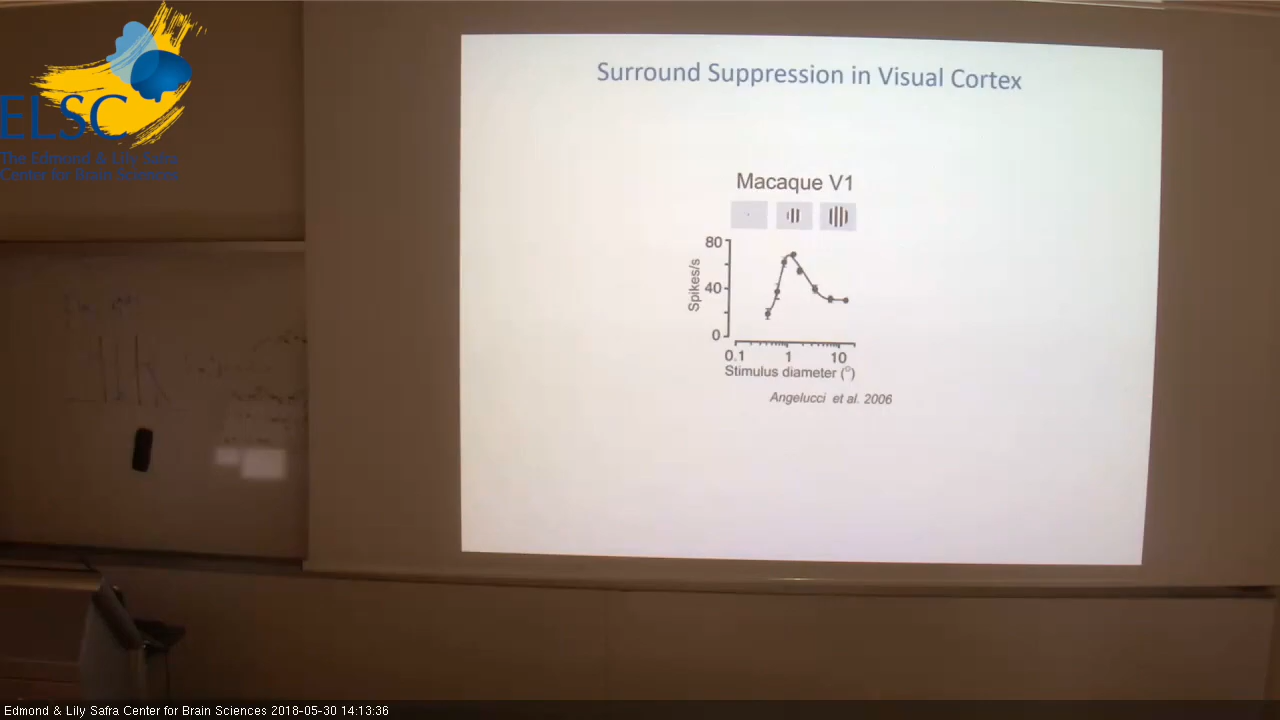 ELSC
The Edmond & Lily Safra
Center for Brain Sciences
Surround Suppression in Visual Cortex
Macaque V1
80
40
0
Spikes/s
0.1 1 10
Stimulus diameter (°)
Angelucci et al. 2006
Edmond & Lily Safra Center for Brain Sciences 2018-05-30 14:13:36